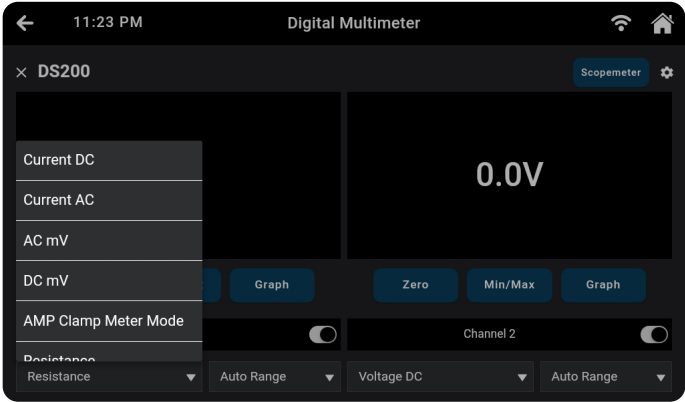 11:23 PM Digital Multimeter
DS200 Scopemeter
Current DC
Current AC
0.0V
AC mV
DC mV
Graph Zero Min/Max Graph
AMP Clamp Meter Mode
Channel 2
Resistance
Resistance Auto Range Voltage DC Auto Range